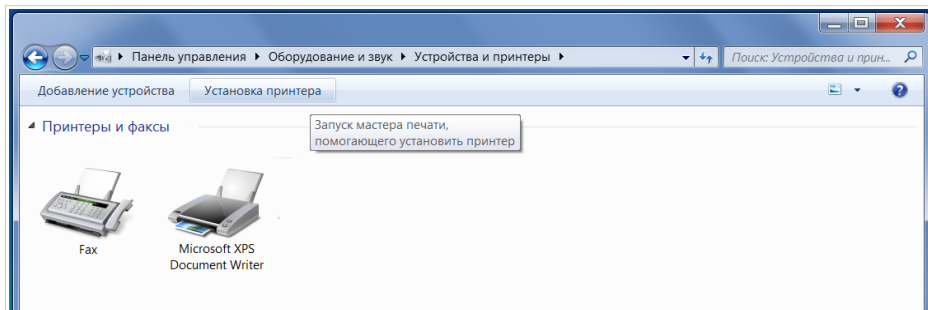 Панель управления Оборудование и звук Устройства и принтеры Поиск: Устройства и прин...
Добавление устройства Установка принтера
Принтеры и факсы
Запуск мастера печати,
помогающего установить принтер
Fax
Microsoft XPS
Document Writer